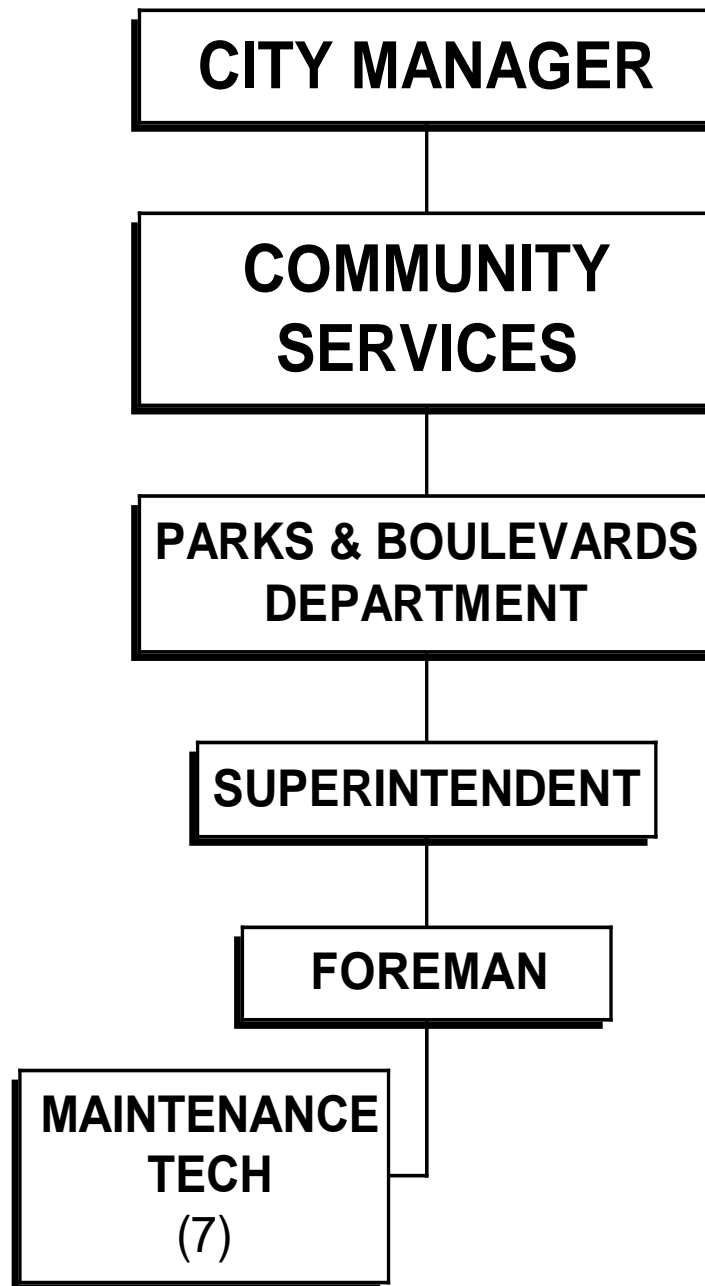 CITY MANAGER
COMMUNITY
SERVICES
PARKS & BOULEVARDS
DEPARTMENT
SUPERINTENDENT
FOREMAN
MAINTENANCE
TECH
(7)